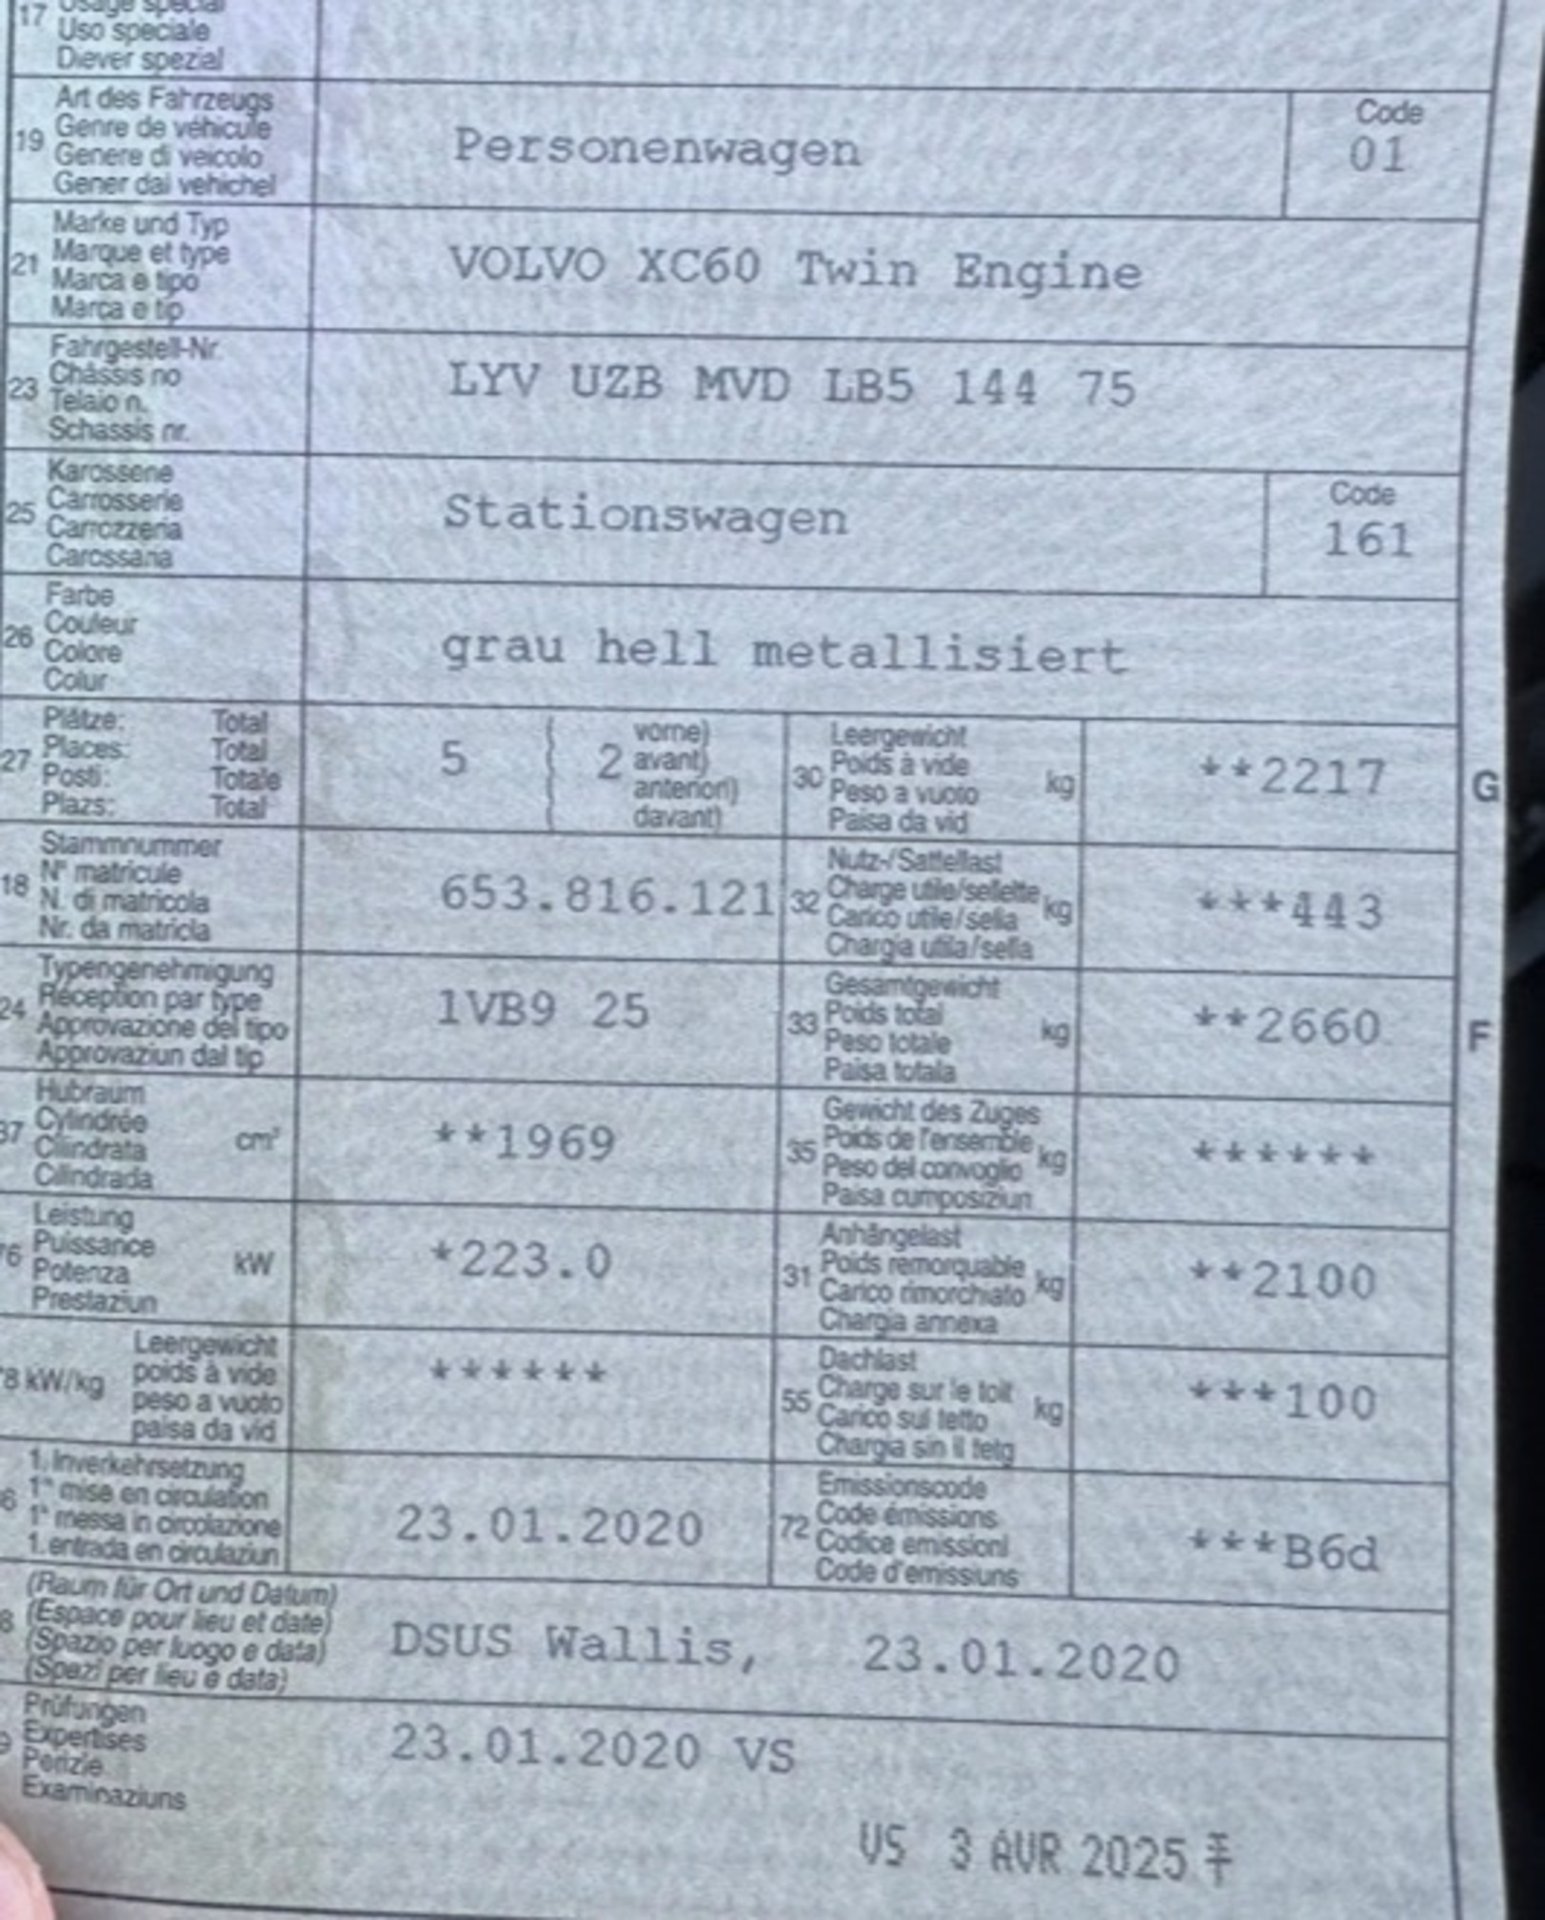 17 Usage spécial
Uso speciale
Diever spezial
19 Art des Fahrzeugs
Genre de véhicule
Genere di veicolo
Gener dal vehichel
Personenwagen
Code
01
21 Marke und Typ
Marque et type
Marca e tipo
Marca e tip
VOLVO XC60 Twin Engine
23 Fahrgestell-Nr.
Châssis no
Telaio n.
Schassis nr.
LYV UZB MVD LB5 144 75
25 Karosserie
Carrosserie
Carrozzeria
Carossaria
Stationswagen
Code
161
26 Farbe
Couleur
Colore
Colur
grau hell metallisiert
27 Plätze: Total
Places: Total
Posti: Totale
Plazs: Total
5 2
vorne)
avant)
anteriori)
davant)
30 Leergewicht
Poids à vide
Peso a vuoto
Paisa da vid
kg
**2217
G
18 Stammnummer
N° matricule
N. di matricola
Nr. da matricla
653.816.121
32 Nutz-/Sattellast
Charge utile/sellette
Carico utile/sella
Chargia utila/sella
kg
***443
24 Typengenehmigung
Réception par type
Approvazione del tipo
Approvaziun dal tip
1VB9 25
33 Gesamtgewicht
Poids total
Peso totale
Paisa totala
kg
**2660
F
37 Hubraum
Cylindrée
Cilindrata
Cilindrada
cm³
**1969
35 Gewicht des Zuges
Poids de l'ensemble
Peso del convoglio
Paisa cumposiziun
kg
******
76 Leistung
Puissance
Potenza
Prestaziun
kW
*223.0
31 Anhängelast
Poids remorquable
Carico rimorchiato
Chargia annexa
kg
**2100
78 kW/kg
Leergewicht
poids à vide
peso a vuoto
paisa da vid
******
55 Dachlast
Charge sur le toit
Carico sul tetto
Chargia sin il tetg
kg
***100
36 1. Inverkehrsetzung
1re mise en circulation
1a messa in circolazione
1. entrada en circulaziun
23.01.2020
72 Emissionscode
Code émissions
Codice emissioni
Code d'emissiuns
***B6d
8 (Raum für Ort und Datum)
(Espace pour lieu et date)
(Spazio per luogo e data)
(Spazi per lieu e data)
DSUS Wallis, 23.01.2020
9 Prüfungen
Expertises
Perizie
Examinaziuns
23.01.2020 VS
VS 3 AVR 2025